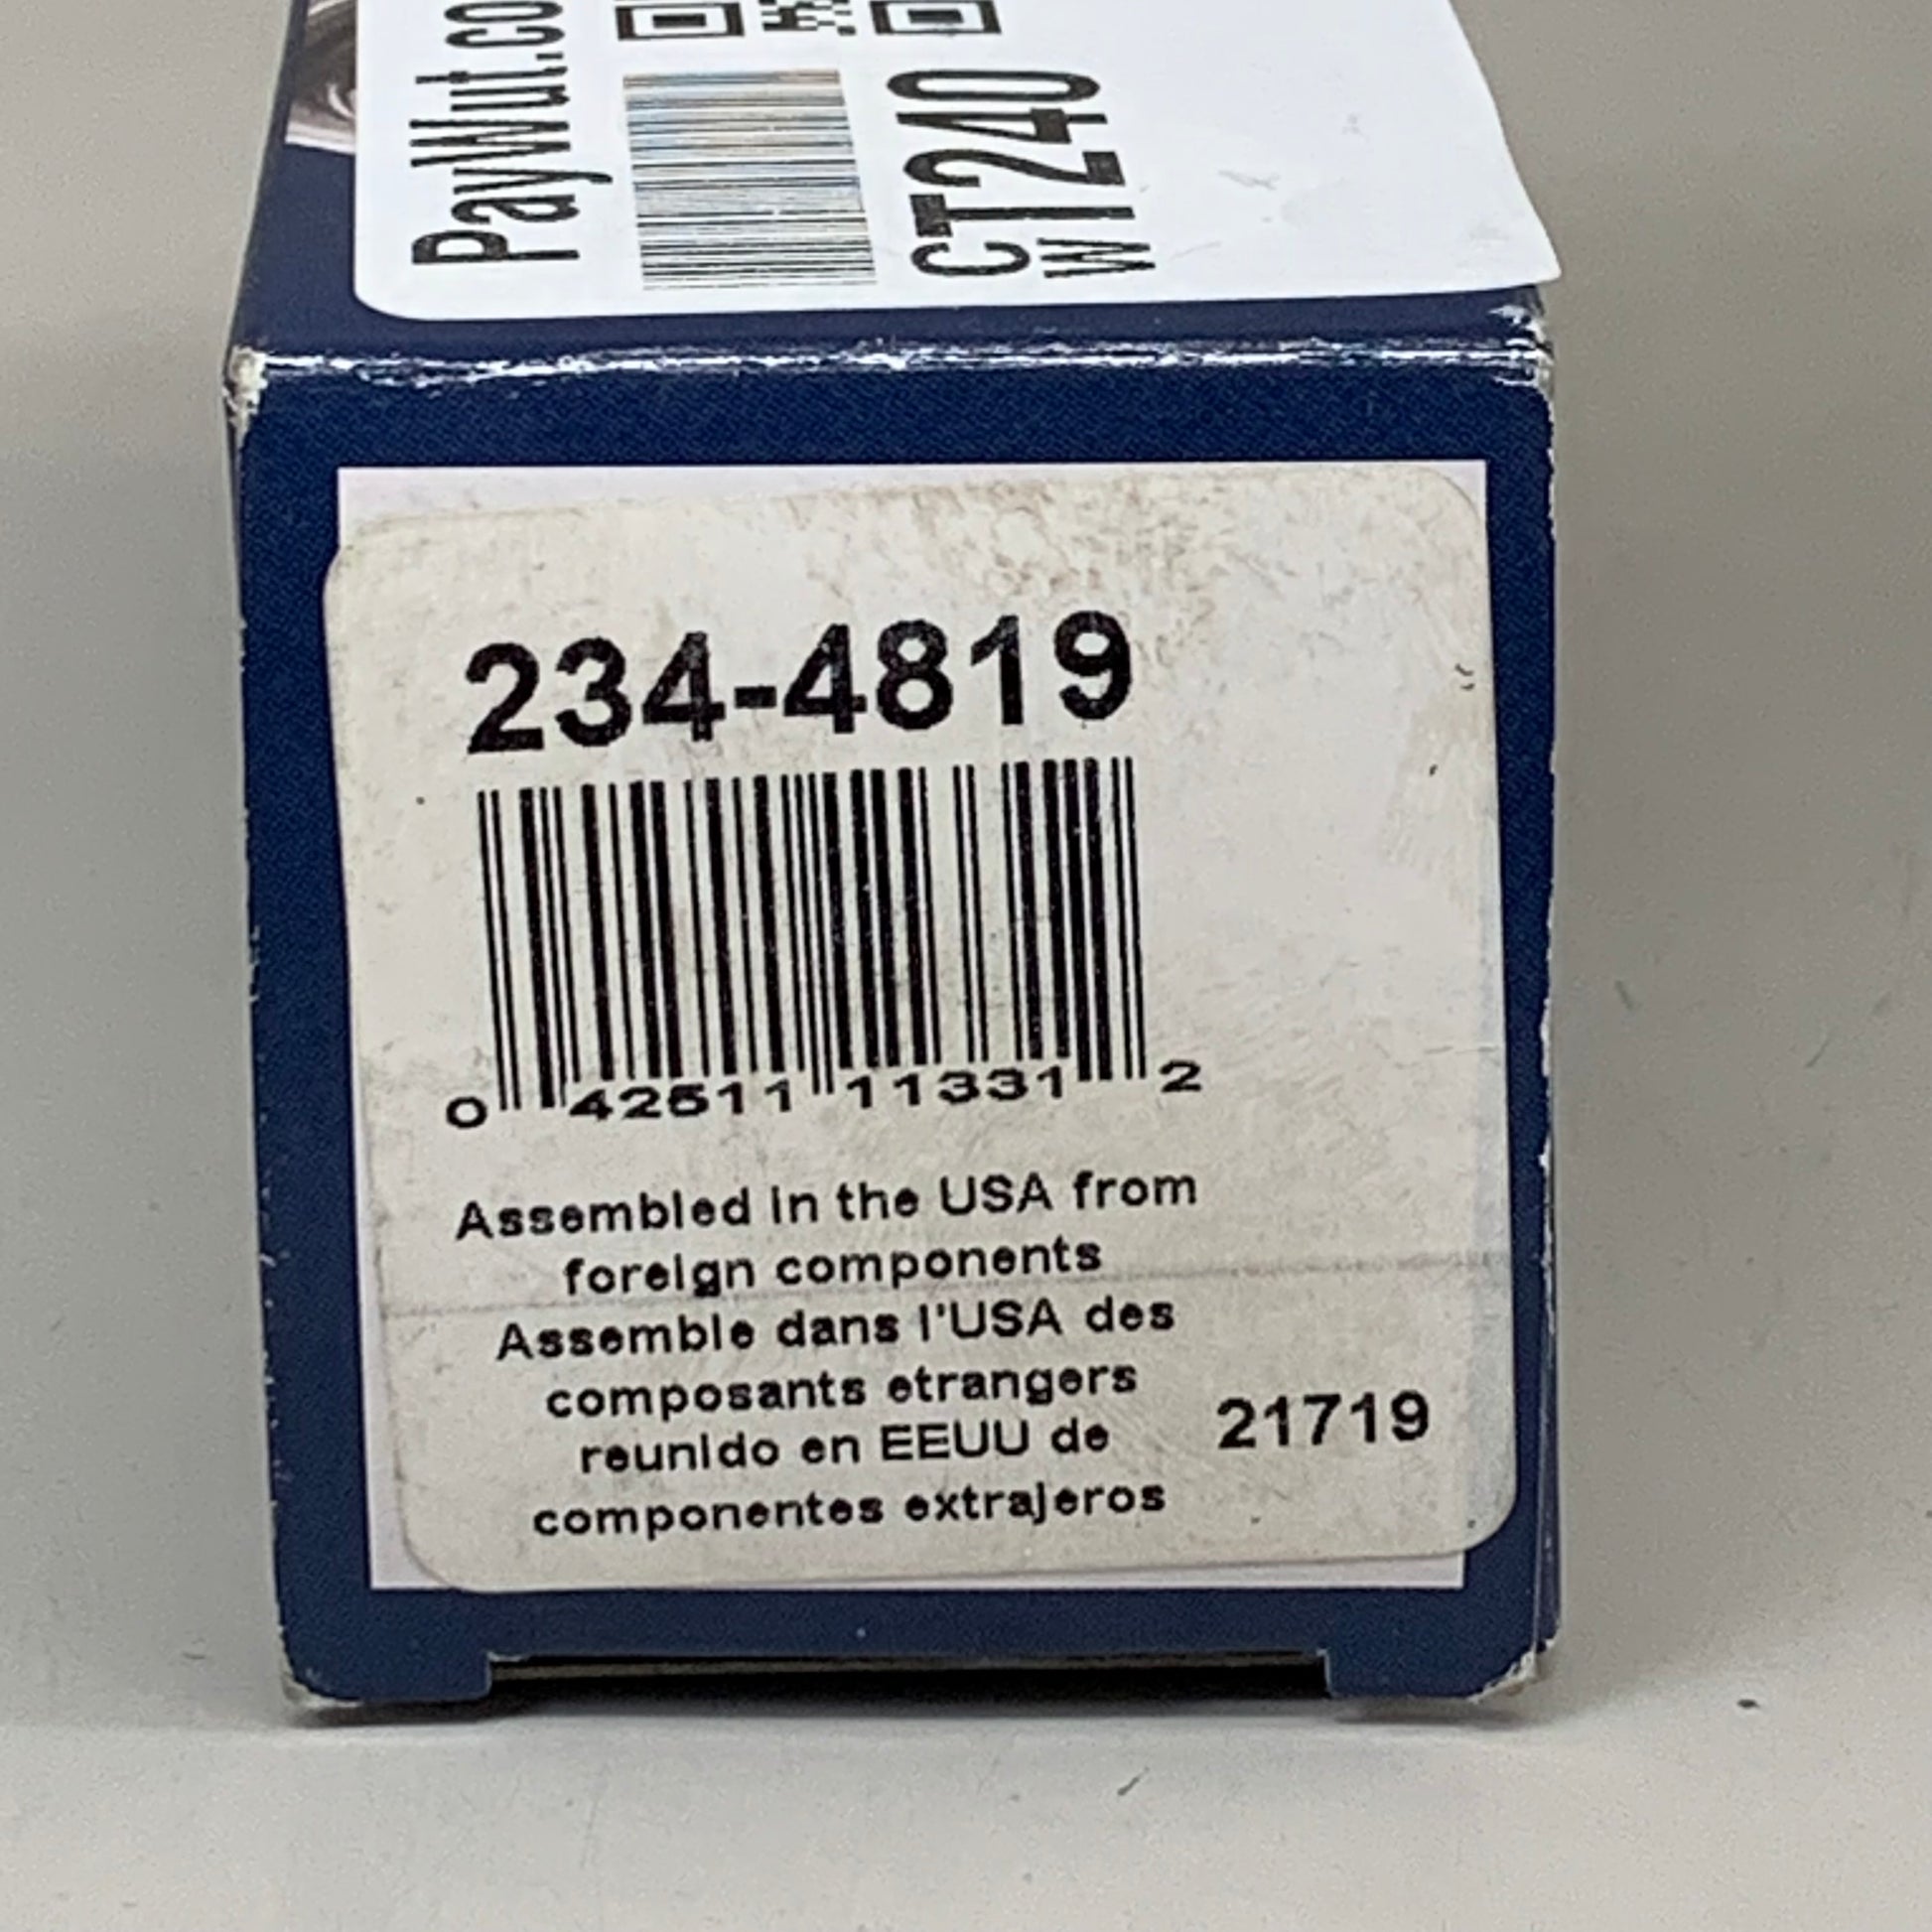 PayWut.co
CT240
W
234-4819
0 42511 11331 2
Assembled in the USA from
foreign components
Assemble dans l'USA des
composants etrangers
reunido en EEUU de
componentes extrajeros
21719